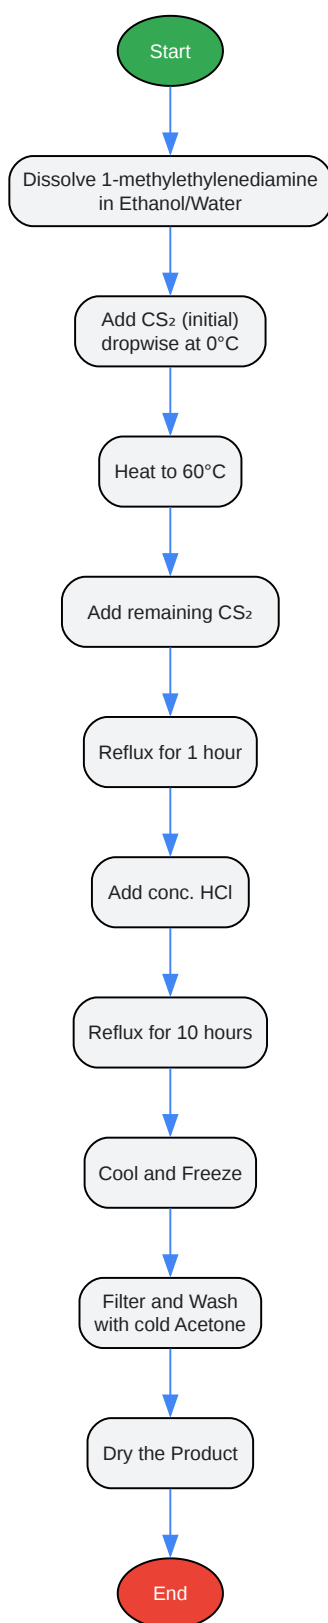 Start
Dissolve 1-methylethylenediamine
in Ethanol/Water
Add CS₂ (initial)
dropwise at 0°C
Heat to 60°C
Add remaining CS₂
Reflux for 1 hour
Add conc. HCl
Reflux for 10 hours
Cool and Freeze
Filter and Wash
with cold Acetone
Dry the Product
End